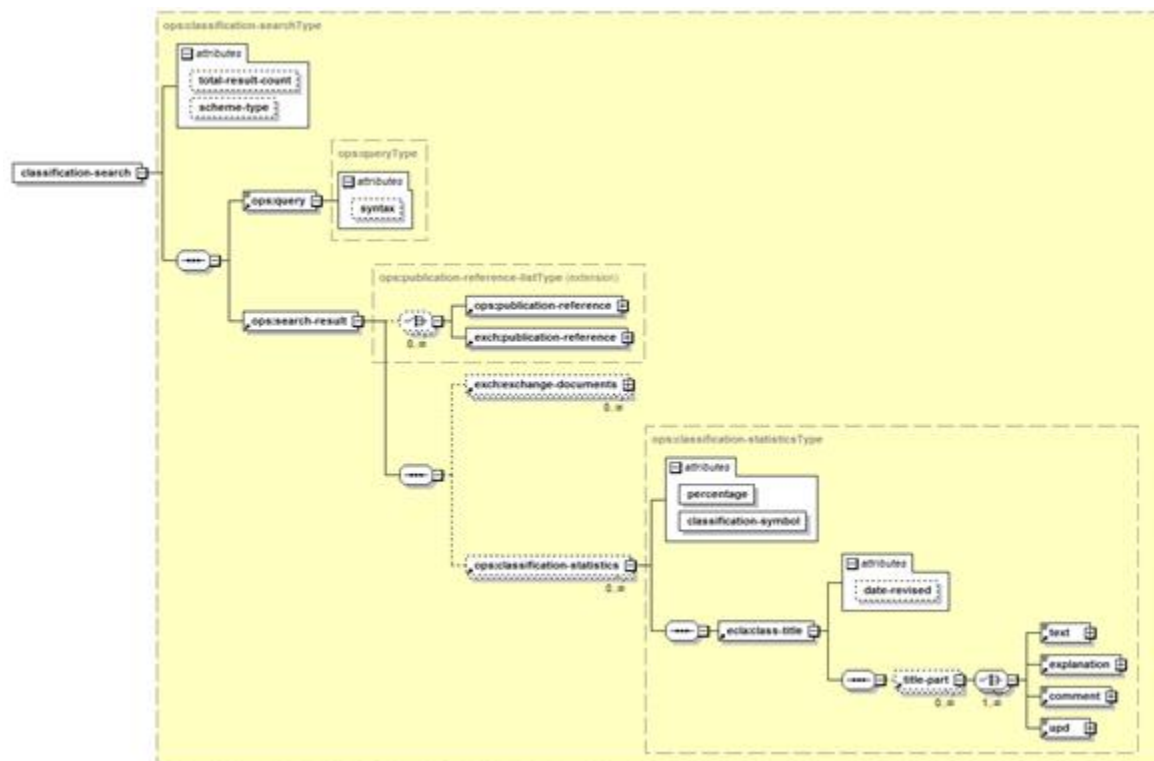 ops:classification-searchType
attributes
total-result-count
scheme-type
classification-search
ops:queryType
attributes
ops:query
syntax
ops:publication-reference-listType (extension)
ops:publication-reference
ops:search-result
exch:publication-reference
0..∞
exch:exchange-documents
0..∞
ops:classification-statisticsType
attributes
percentage
classification-symbol
ops:classification-statistics
0..∞
attributes
date-revised
ecla:class-title
text
explanation
title-part
0..∞
1..∞
comment
upd